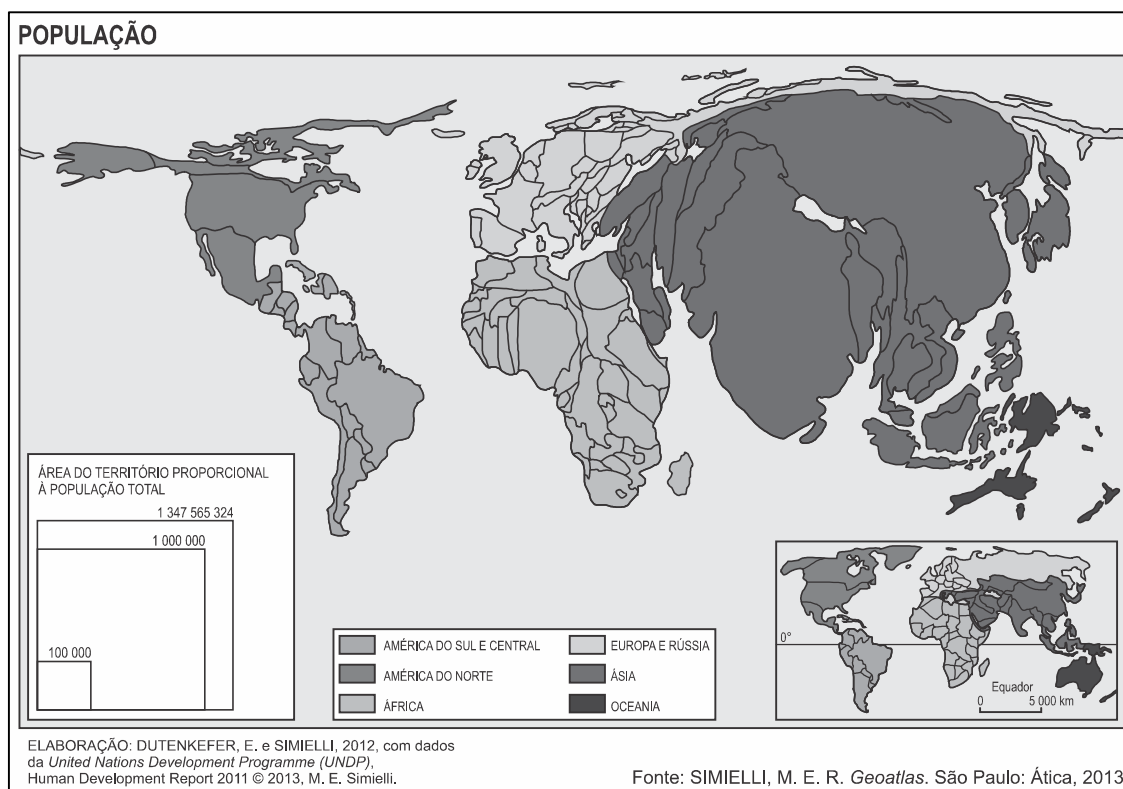 POPULAÇÃO
ÁREA DO TERRITÓRIO PROPORCIONAL
À POPULAÇÃO TOTAL
1 347 565 324
1 000 000
100 000
AMÉRICA DO SUL E CENTRAL
AMÉRICA DO NORTE
ÁFRICA
EUROPA E RÚSSIA
ÁSIA
OCEANIA
0°
Equador
0 5 000 km
ELABORAÇÃO: DUTENKEFER, E. e SIMIELLI, 2012, com dados
da United Nations Development Programme (UNDP),
Human Development Report 2011 © 2013, M. E. Simielli.
Fonte: SIMIELLI, M. E. R. Geoatlas. São Paulo: Ática, 2013